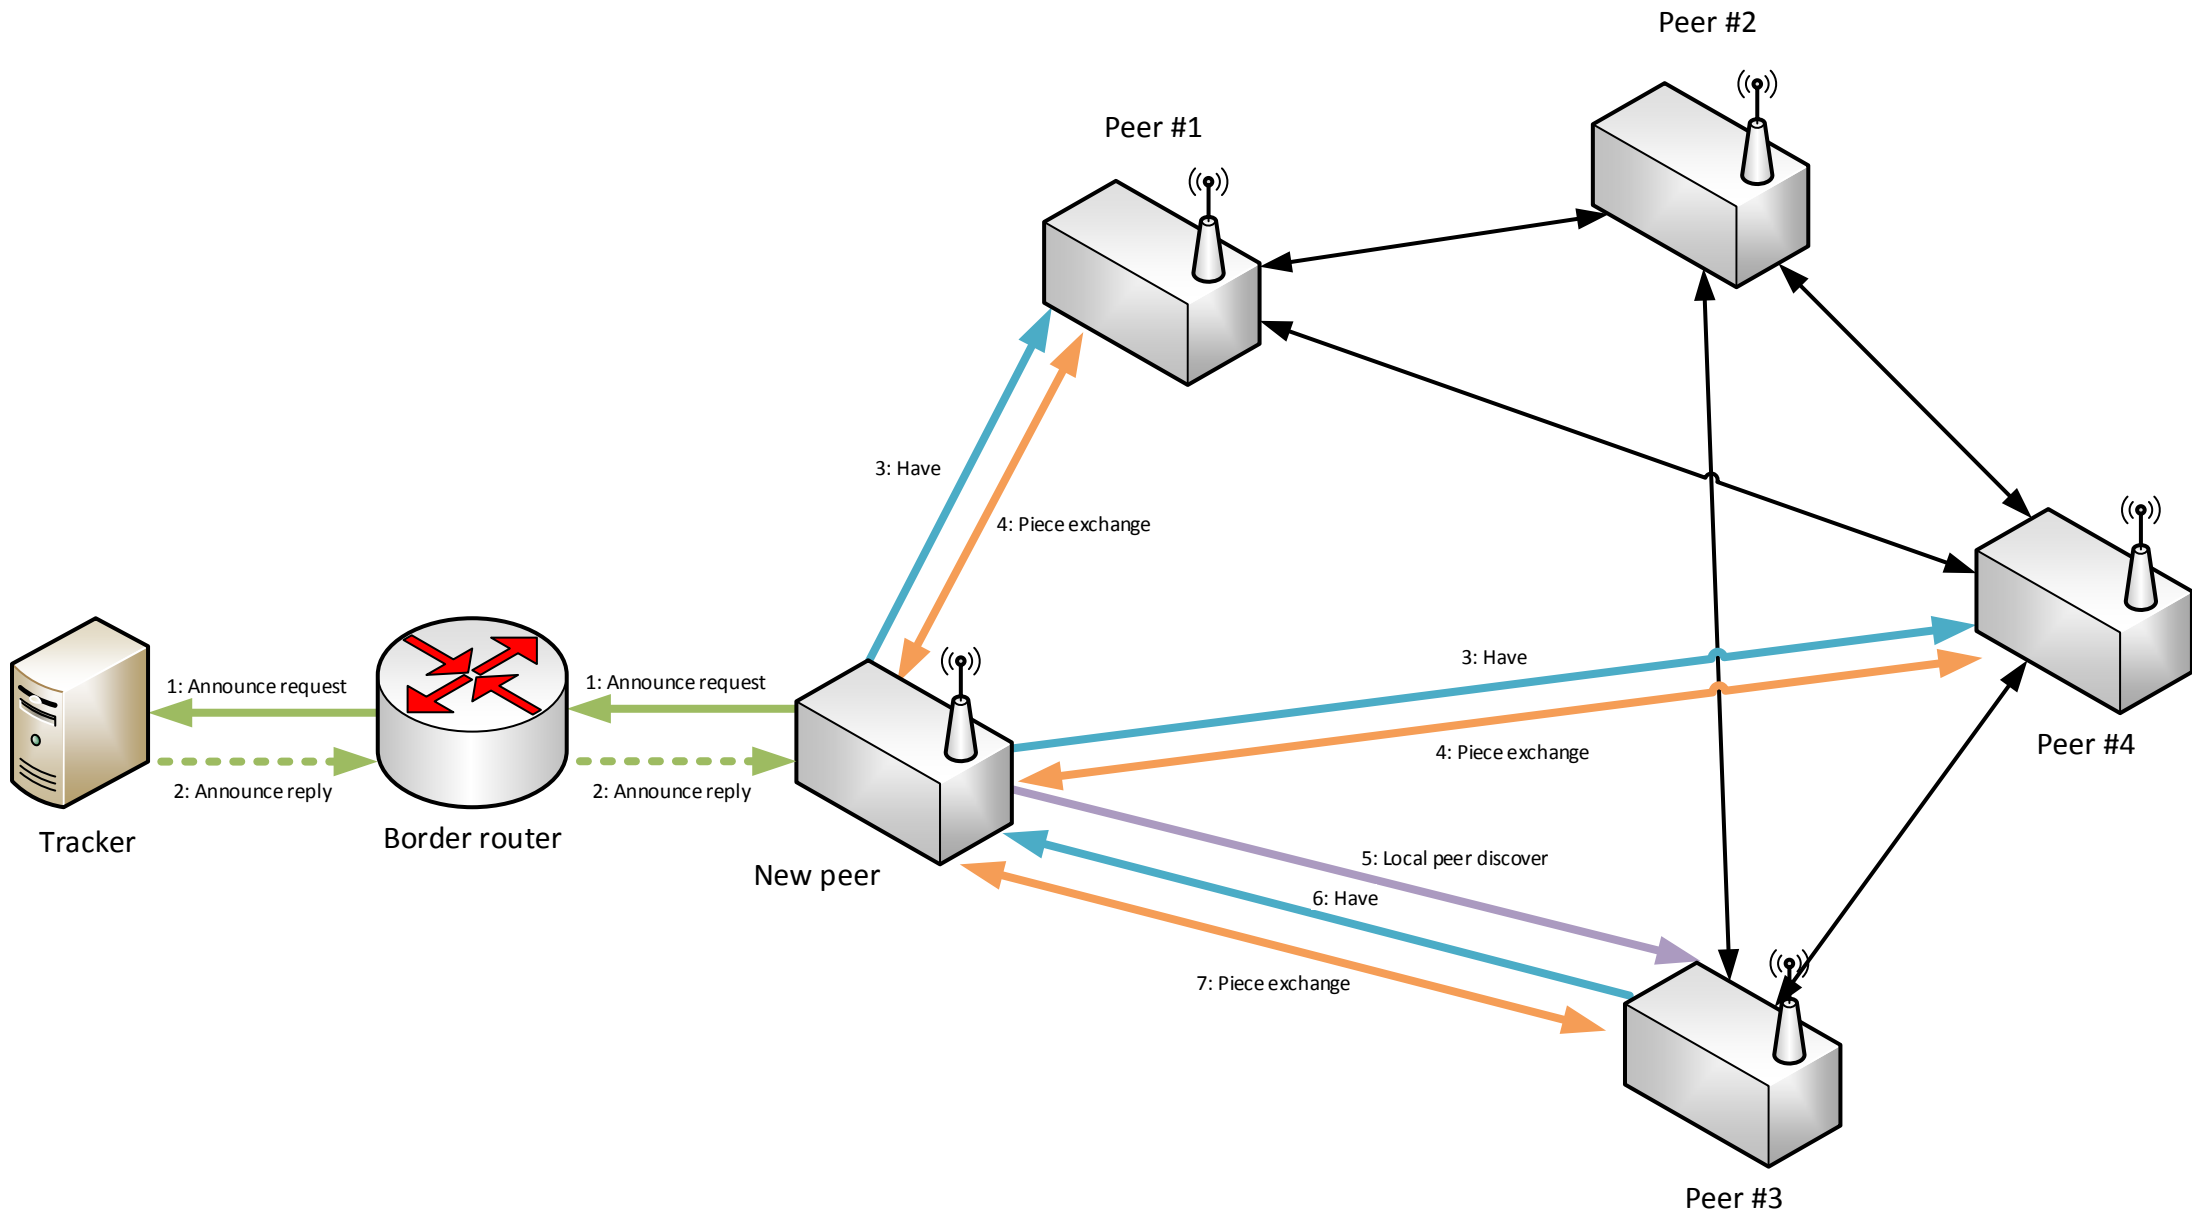 Peer #2
Peer #1
3: Have
4: Piece exchange
3: Have
1: Announce request
1: Announce request
4: Piece exchange
Peer #4
2: Announce reply
2: Announce reply
Tracker
Border router
New peer
5: Local peer discover
6: Have
7: Piece exchange
Peer #3